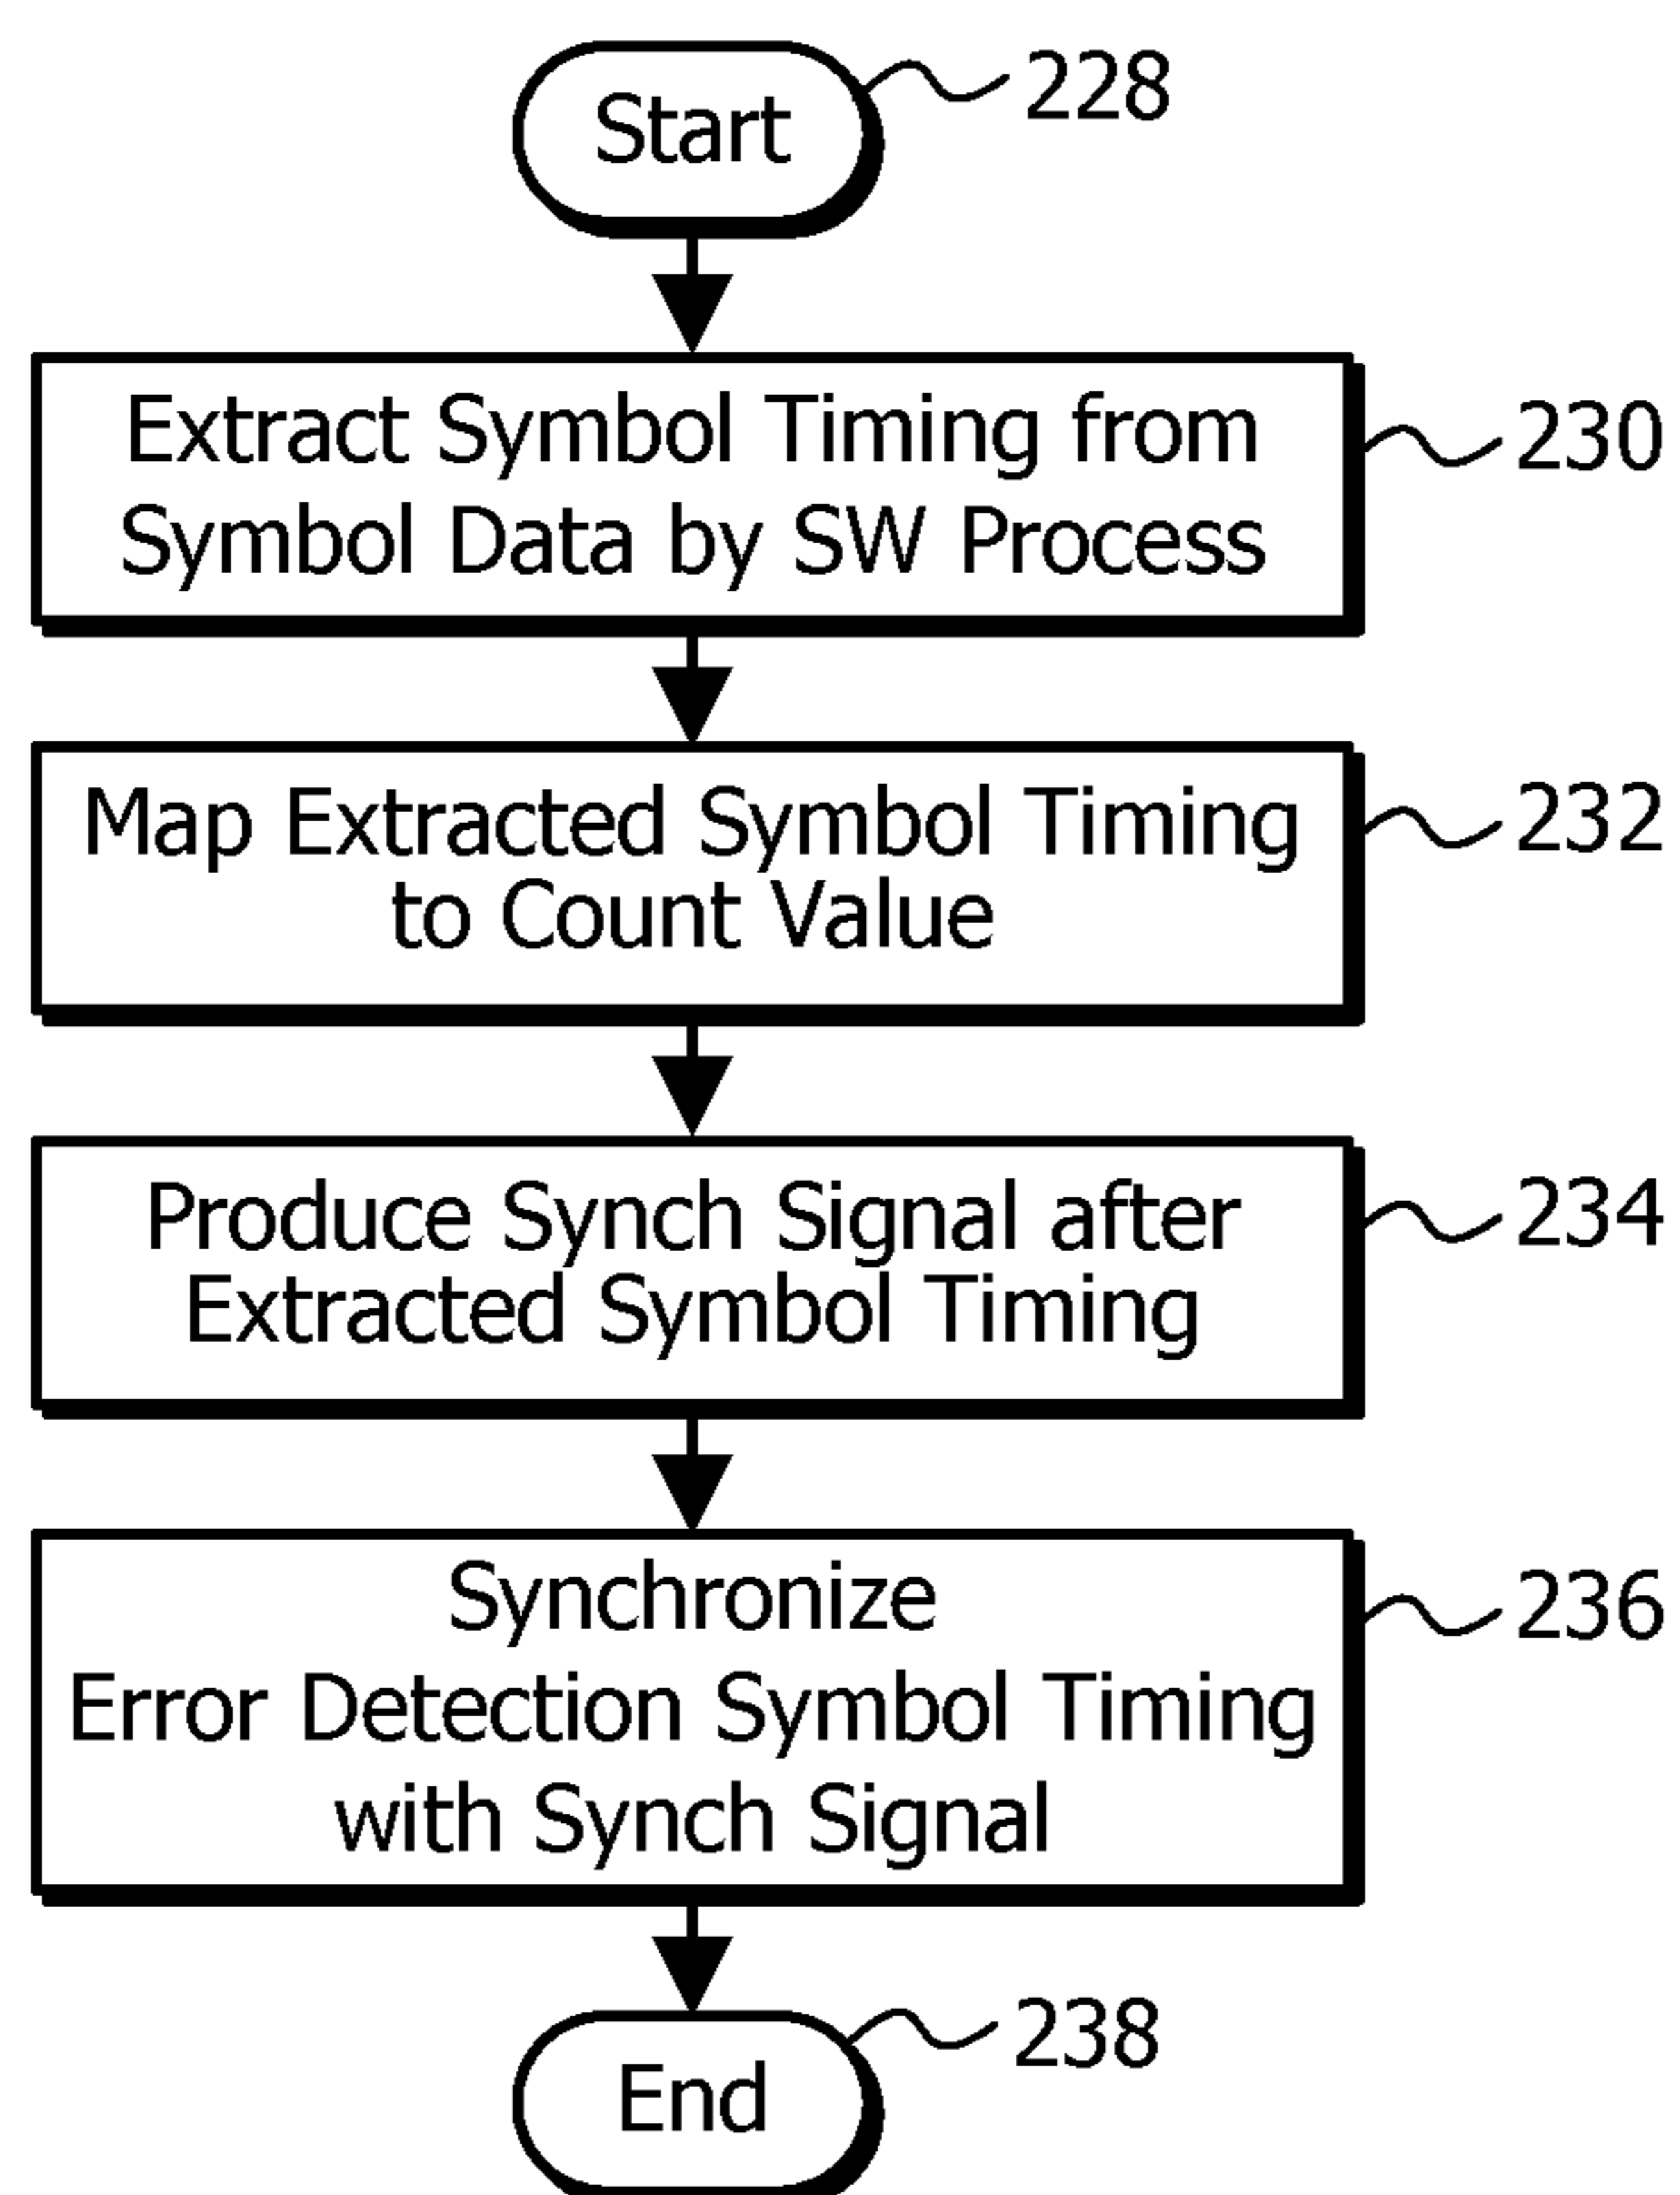 Start
228
Extract Symbol Timing from
Symbol Data by SW Process
230
Map Extracted Symbol Timing
to Count Value
232
Produce Synch Signal after
Extracted Symbol Timing
234
Synchronize
Error Detection Symbol Timing
with Synch Signal
236
End
238